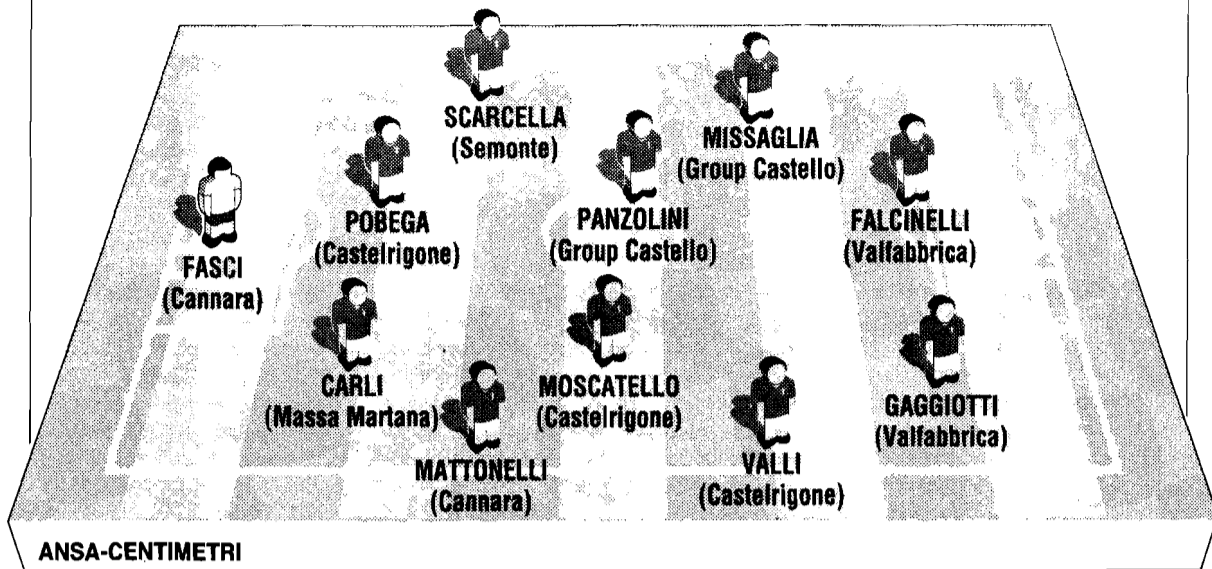 SCARCELLA
(Semonte)
MISSAGLIA
(Group Castello)
POBEGA
(Castelrigone)
PANZOLINI
(Group Castello)
FALCINELLI
(Valfabbrica)
FASCI
(Cannara)
CARLI
(Massa Martana)
MOSCATELLO
(Castelrigone)
GAGGIOTTI
(Valfabbrica)
MATTONELLI
(Cannara)
VALLI
(Castelrigone)
ANSA-CENTIMETRI